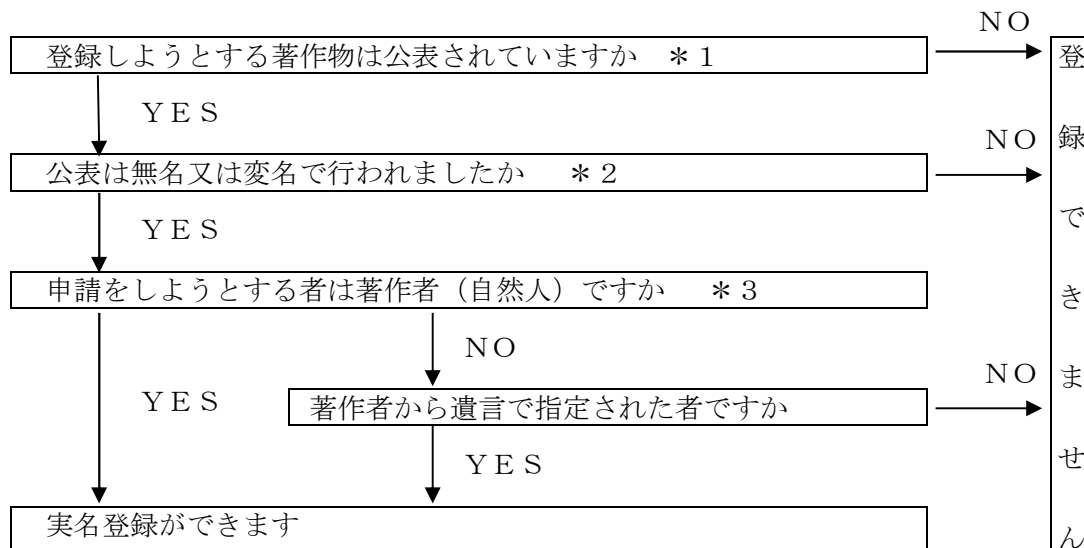 NO
登録しようとする著作物は公表されていますか ＊１
YES
NO
公表は無名又は変名で行われましたか ＊２
YES
申請をしようとする者は著作者（自然人）ですか ＊３
NO
NO
YES
著作者から遺言で指定された者ですか
YES
実名登録ができます
登録できません